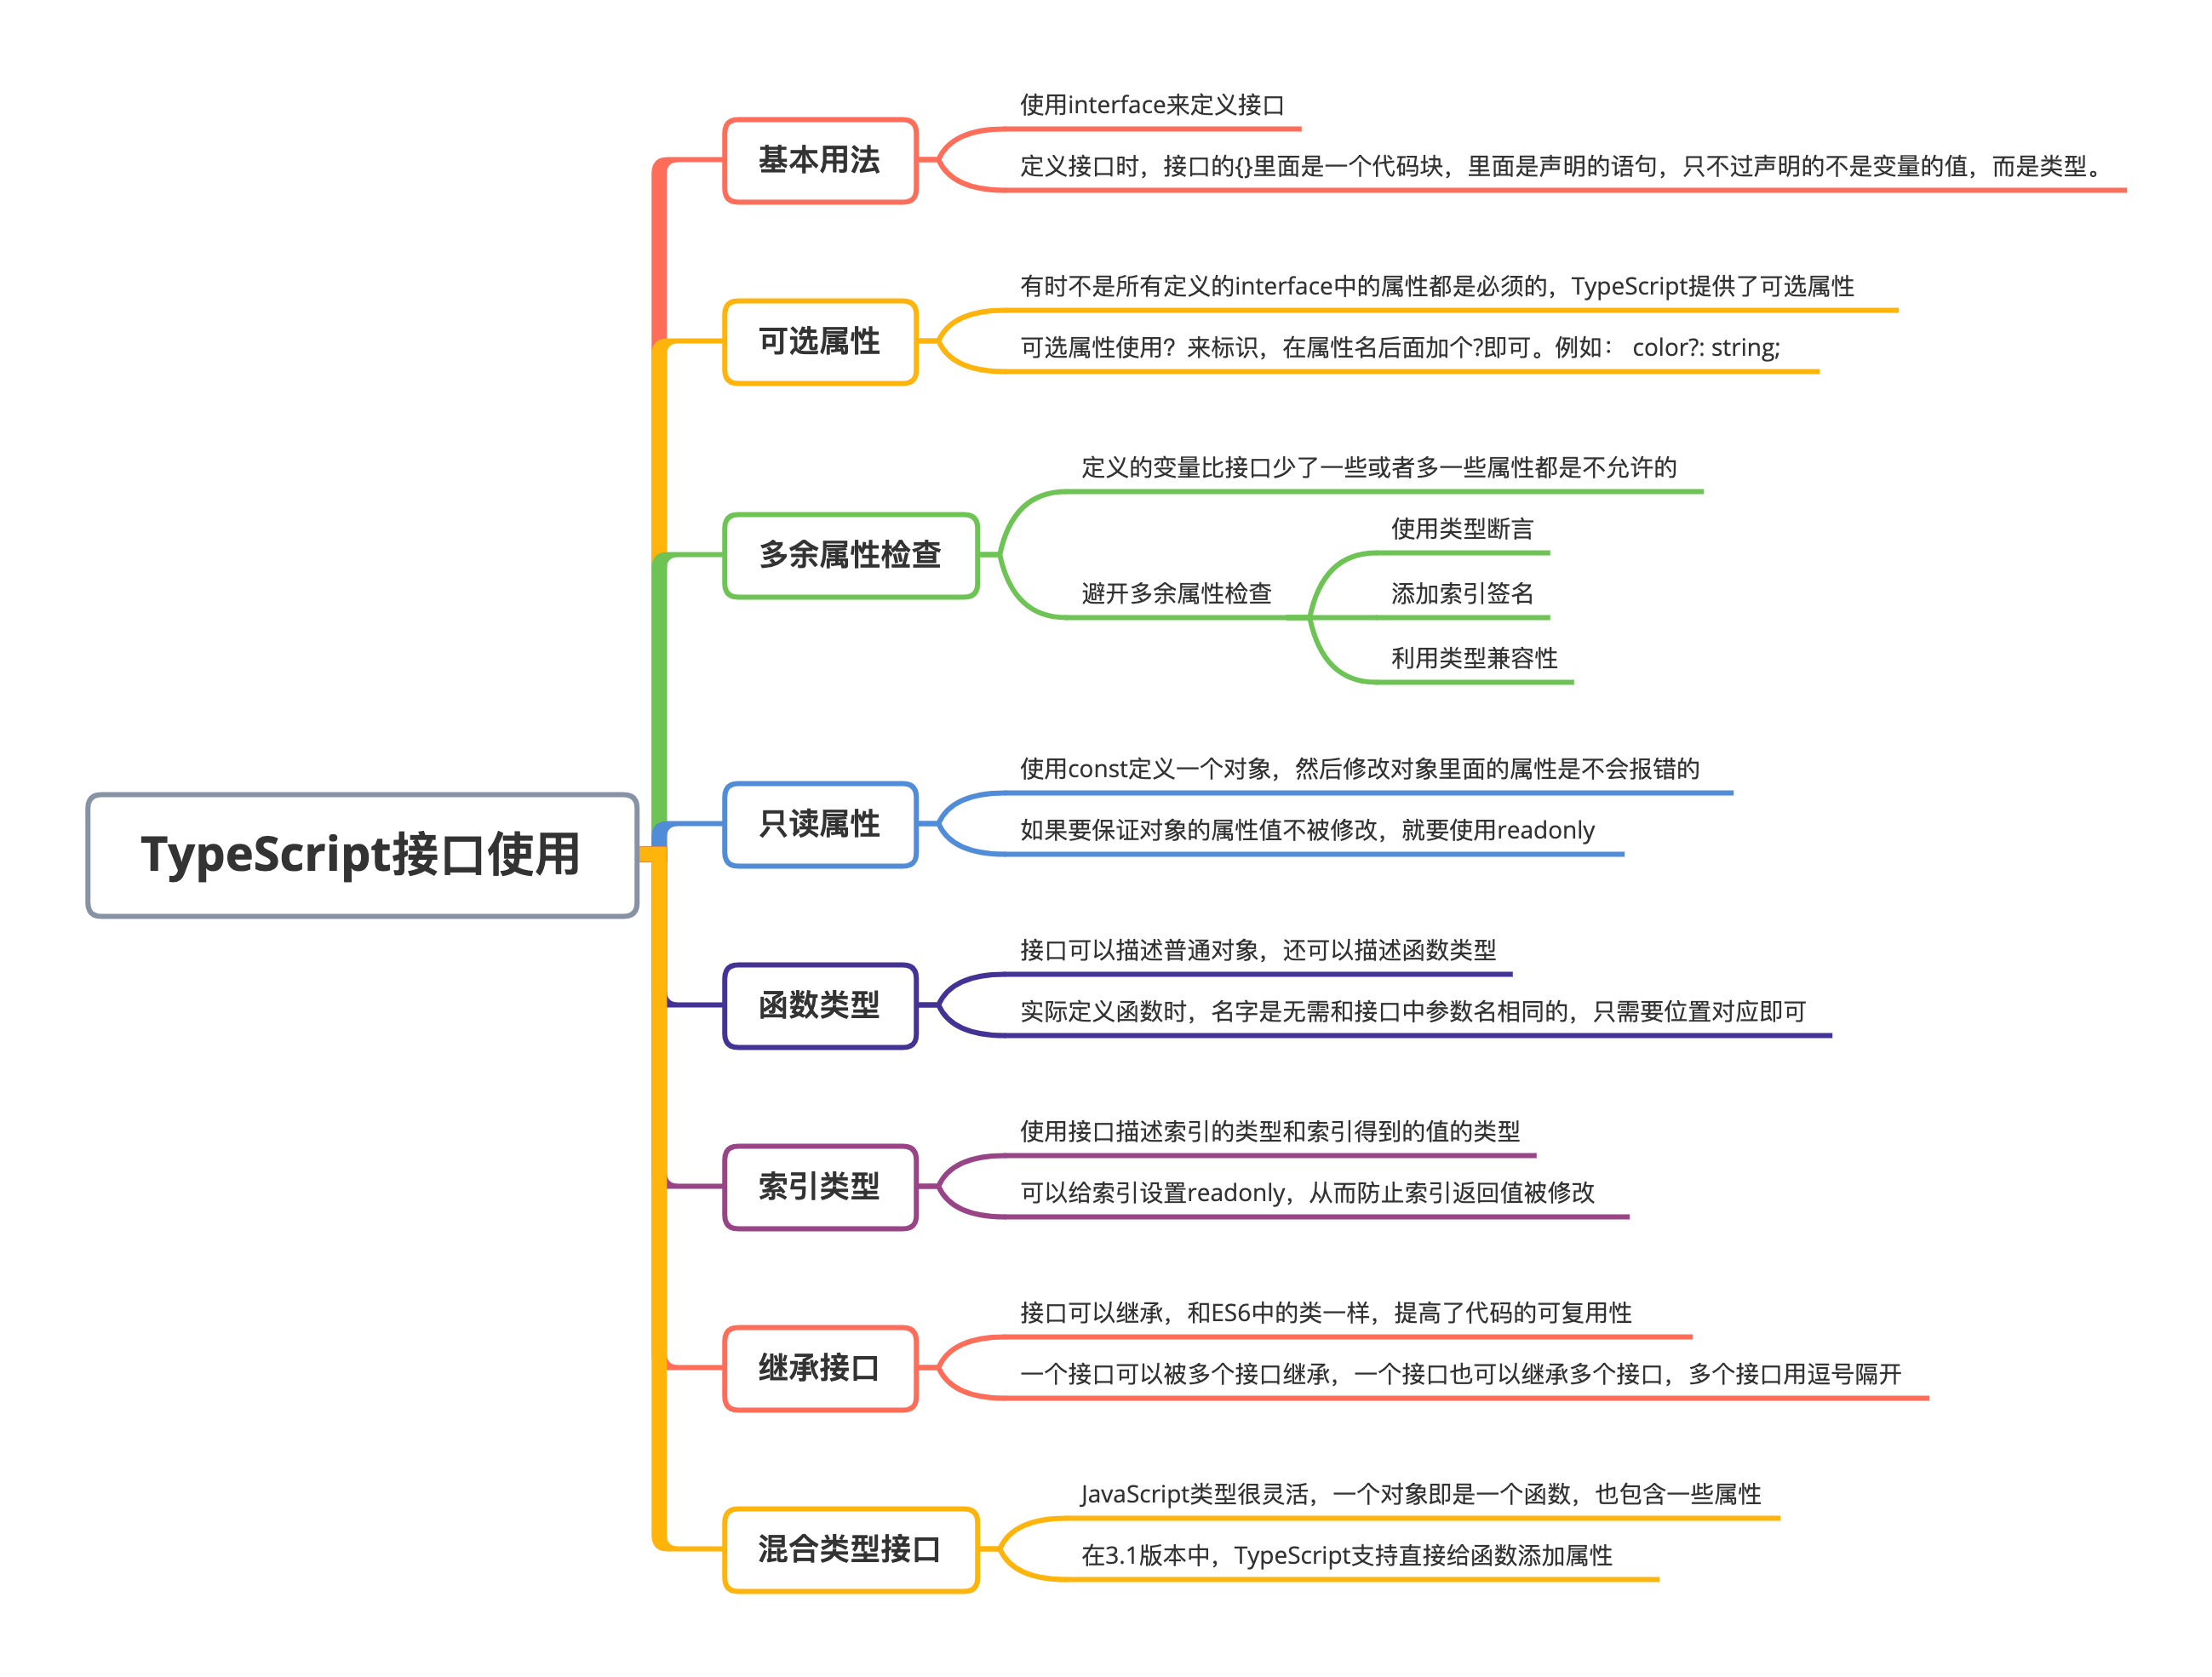 TypeScript接口使用
基本用法
使用interface来定义接口
定义接口时，接口的{}里面是一个代码块，里面是声明的语句，只不过声明的不是变量的值，而是类型。
可选属性
有时不是所有定义的interface中的属性都是必须的，TypeScript提供了可选属性
可选属性使用？来标识，在属性名后面加个?即可。例如： color?: string;
多余属性检查
定义的变量比接口少了一些或者多一些属性都是不允许的
避开多余属性检查
使用类型断言
添加索引签名
利用类型兼容性
只读属性
使用const定义一个对象，然后修改对象里面的属性是不会报错的
如果要保证对象的属性值不被修改，就要使用readonly
函数类型
接口可以描述普通对象，还可以描述函数类型
实际定义函数时，名字是无需和接口中参数名相同的，只需要位置对应即可
索引类型
使用接口描述索引的类型和索引得到的值的类型
可以给索引设置readonly，从而防止索引返回值被修改
继承接口
接口可以继承，和ES6中的类一样，提高了代码的可复用性
一个接口可以被多个接口继承，一个接口也可以继承多个接口，多个接口用逗号隔开
混合类型接口
JavaScript类型很灵活，一个对象即是一个函数，也包含一些属性
在3.1版本中，TypeScript支持直接给函数添加属性